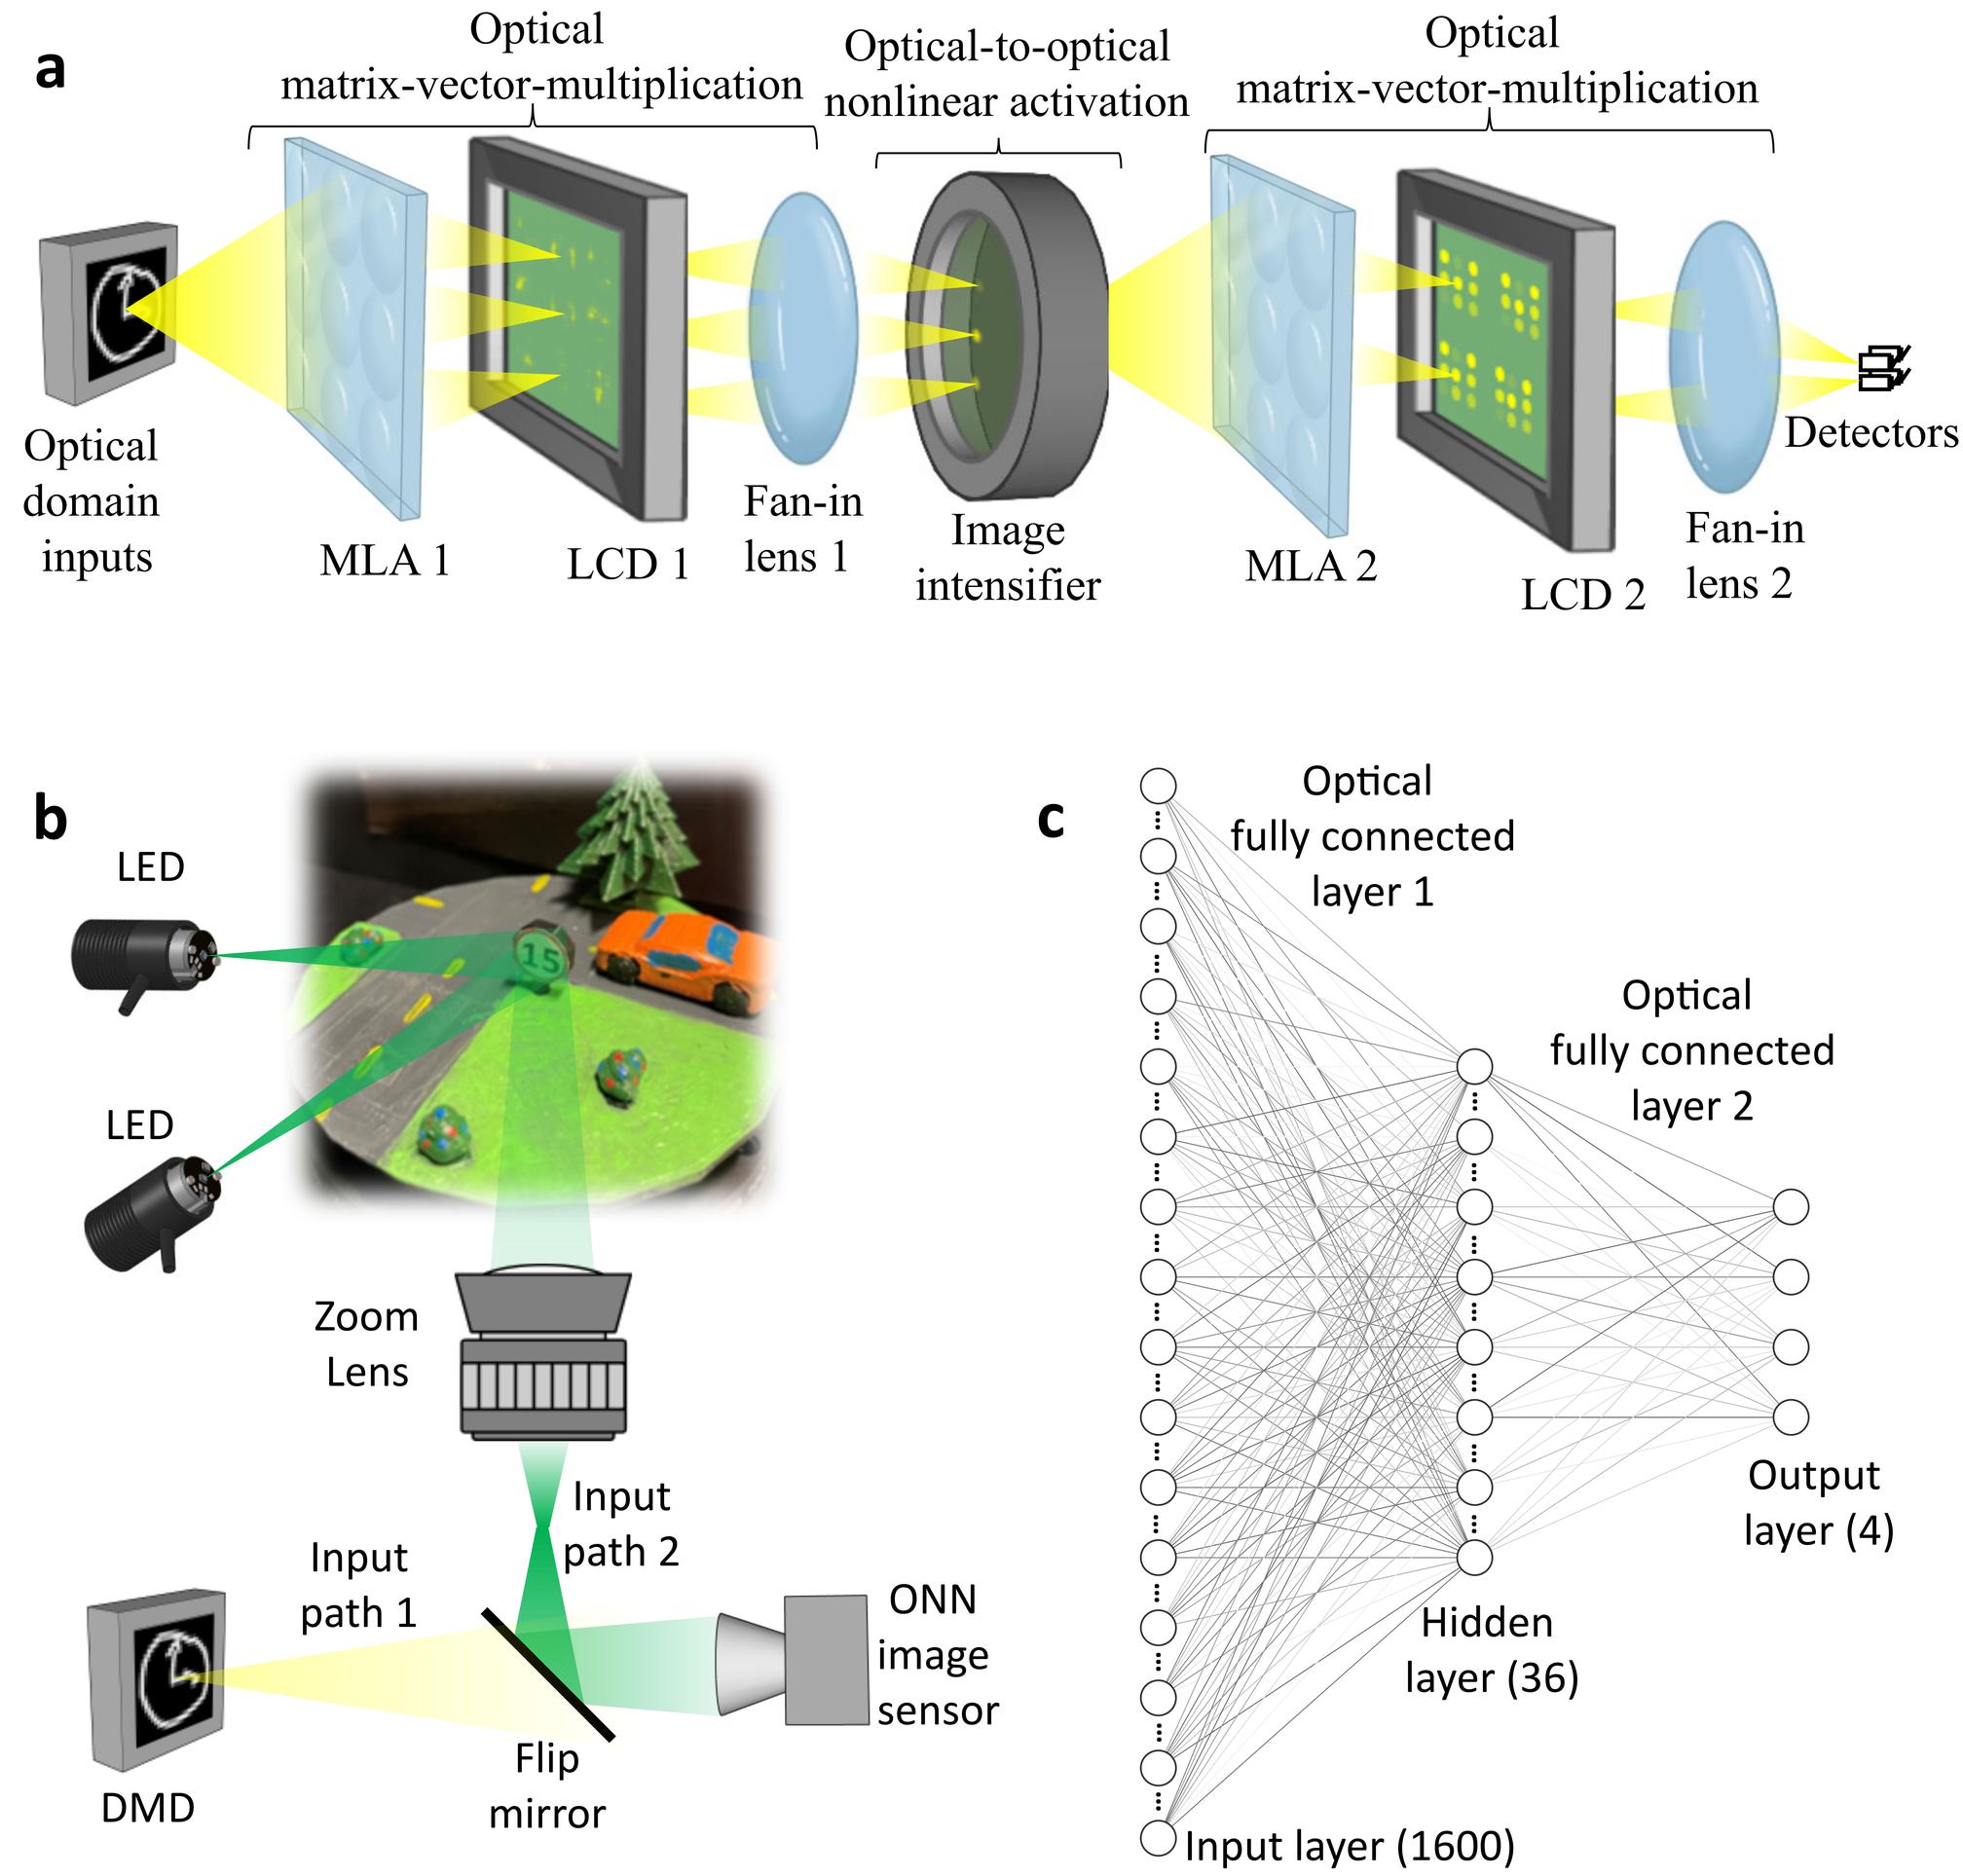 a
Optical
matrix-vector-multiplication
Optical-to-optical
nonlinear activation
Optical
matrix-vector-multiplication
Optical
domain
inputs
MLA 1
LCD 1
Fan-in
lens 1
Image
intensifier
MLA 2
LCD 2
Fan-in
lens 2
Detectors
b
LED
LED
15
Zoom
Lens
Input
path 2
Input
path 1
ONN
image
sensor
Flip
mirror
DMD
c
Optical
fully connected
layer 1
Optical
fully connected
layer 2
Output
layer (4)
Hidden
layer (36)
Input layer (1600)